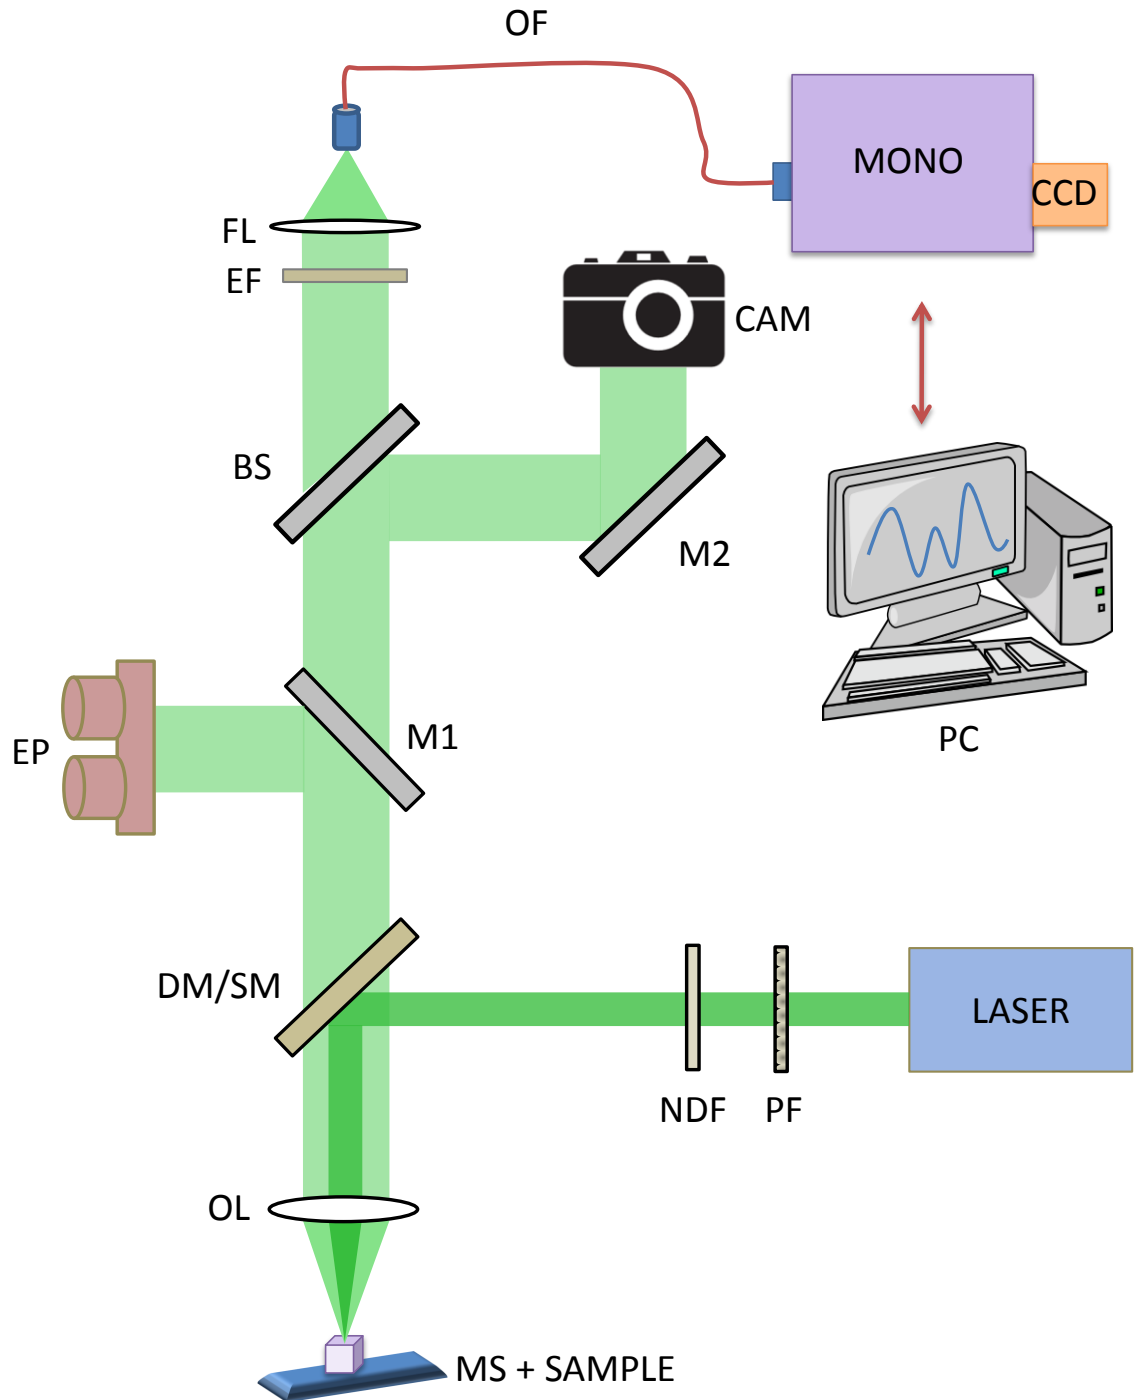 OF
MONO
CCD
FL
EF
CAM
BS
M2
M1
EP
PC
DM/SM
LASER
NDF
PF
OL
MS + SAMPLE